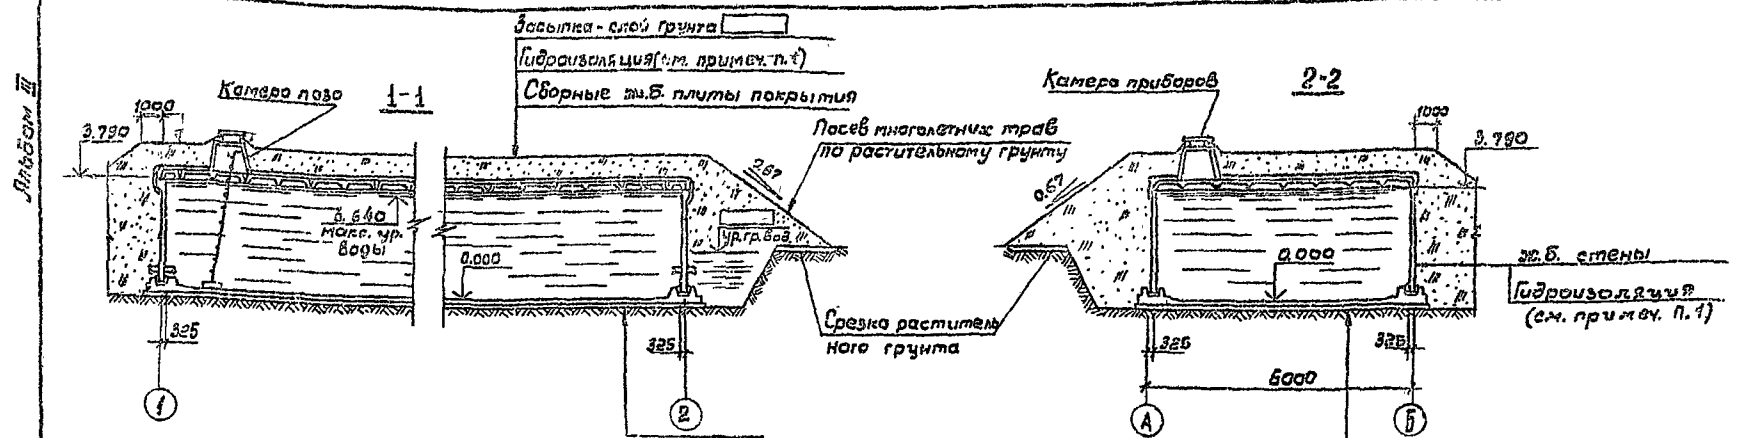 Альбом III
Засыпка - слой грунта
Гидроизоляция (см. примеч. п.1)
Сборные ж.б. плиты покрытия
Камера лаза
1-1
1000
3.790
Посев многолетних трав
по растительному грунту
0.67
3.640
макс. ур.
воды
0.000
ур. гр. вод
325
325
1
2
Срезка раститель
ного грунта
Камера приборов
2-2
1000
3.790
0.67
0.000
ж.б. стены
Гидроизоляция
(см. примеч. п.1)
325
325
6000
А
Б